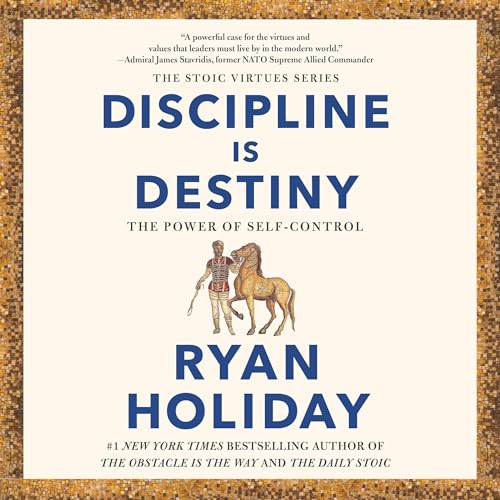 “A powerful case for the virtues and
values that leaders must live by in the modern world.”
—Admiral James Stavridis, former NATO Supreme Allied Commander
THE STOIC VIRTUES SERIES
DISCIPLINE
IS
DESTINY
THE POWER OF SELF-CONTROL
RYAN
HOLIDAY
#1 NEW YORK TIMES BESTSELLING AUTHOR OF
THE OBSTACLE IS THE WAY AND THE DAILY STOIC